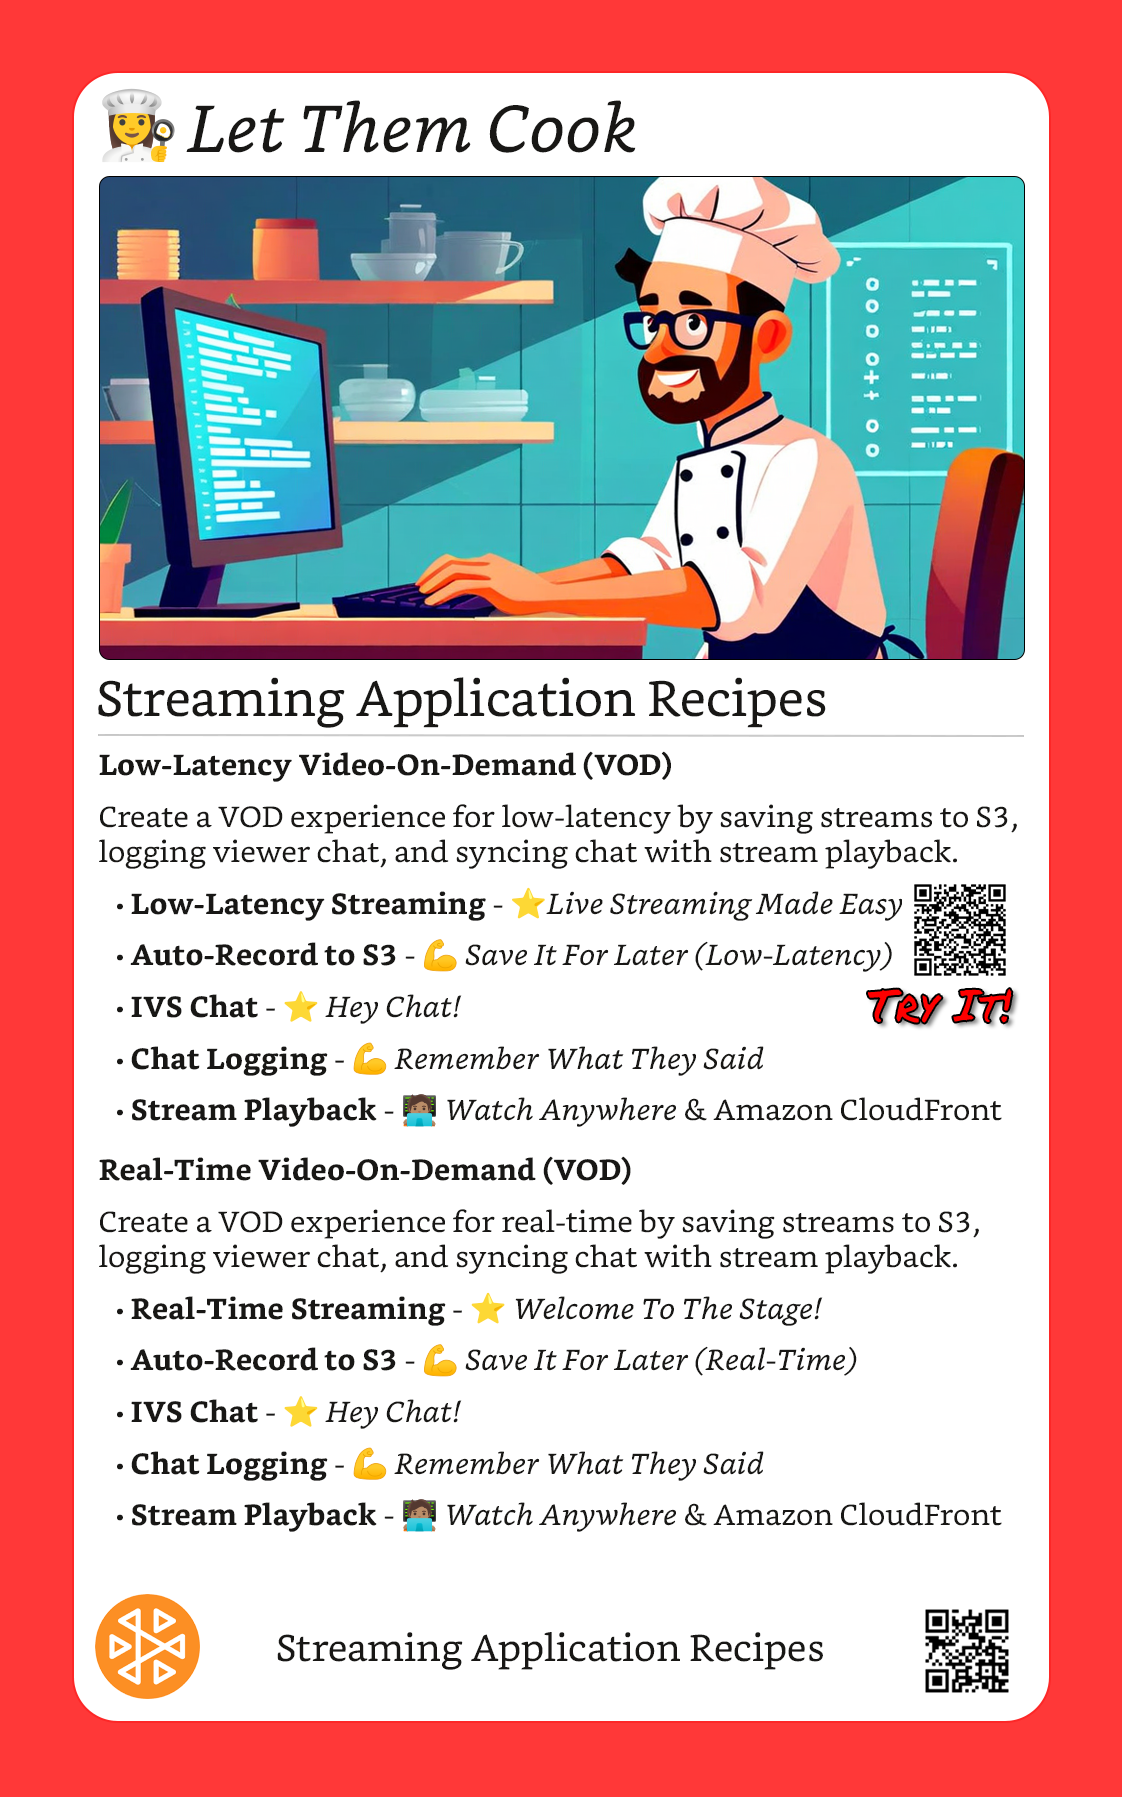 👩‍🍳 Let Them Cook
Streaming Application Recipes
Low-Latency Video-On-Demand (VOD)
Create a VOD experience for low-latency by saving streams to S3,
logging viewer chat, and syncing chat with stream playback.
• Low-Latency Streaming - ⭐Live Streaming Made Easy
• Auto-Record to S3 - 💪 Save It For Later (Low-Latency)
• IVS Chat - ⭐ Hey Chat!
Try It!
• Chat Logging - 💪 Remember What They Said
• Stream Playback - 🧑🏽‍💻 Watch Anywhere & Amazon CloudFront
Real-Time Video-On-Demand (VOD)
Create a VOD experience for real-time by saving streams to S3,
logging viewer chat, and syncing chat with stream playback.
• Real-Time Streaming - ⭐ Welcome To The Stage!
• Auto-Record to S3 - 💪 Save It For Later (Real-Time)
• IVS Chat - ⭐ Hey Chat!
• Chat Logging - 💪 Remember What They Said
• Stream Playback - 🧑🏽‍💻 Watch Anywhere & Amazon CloudFront
Streaming Application Recipes